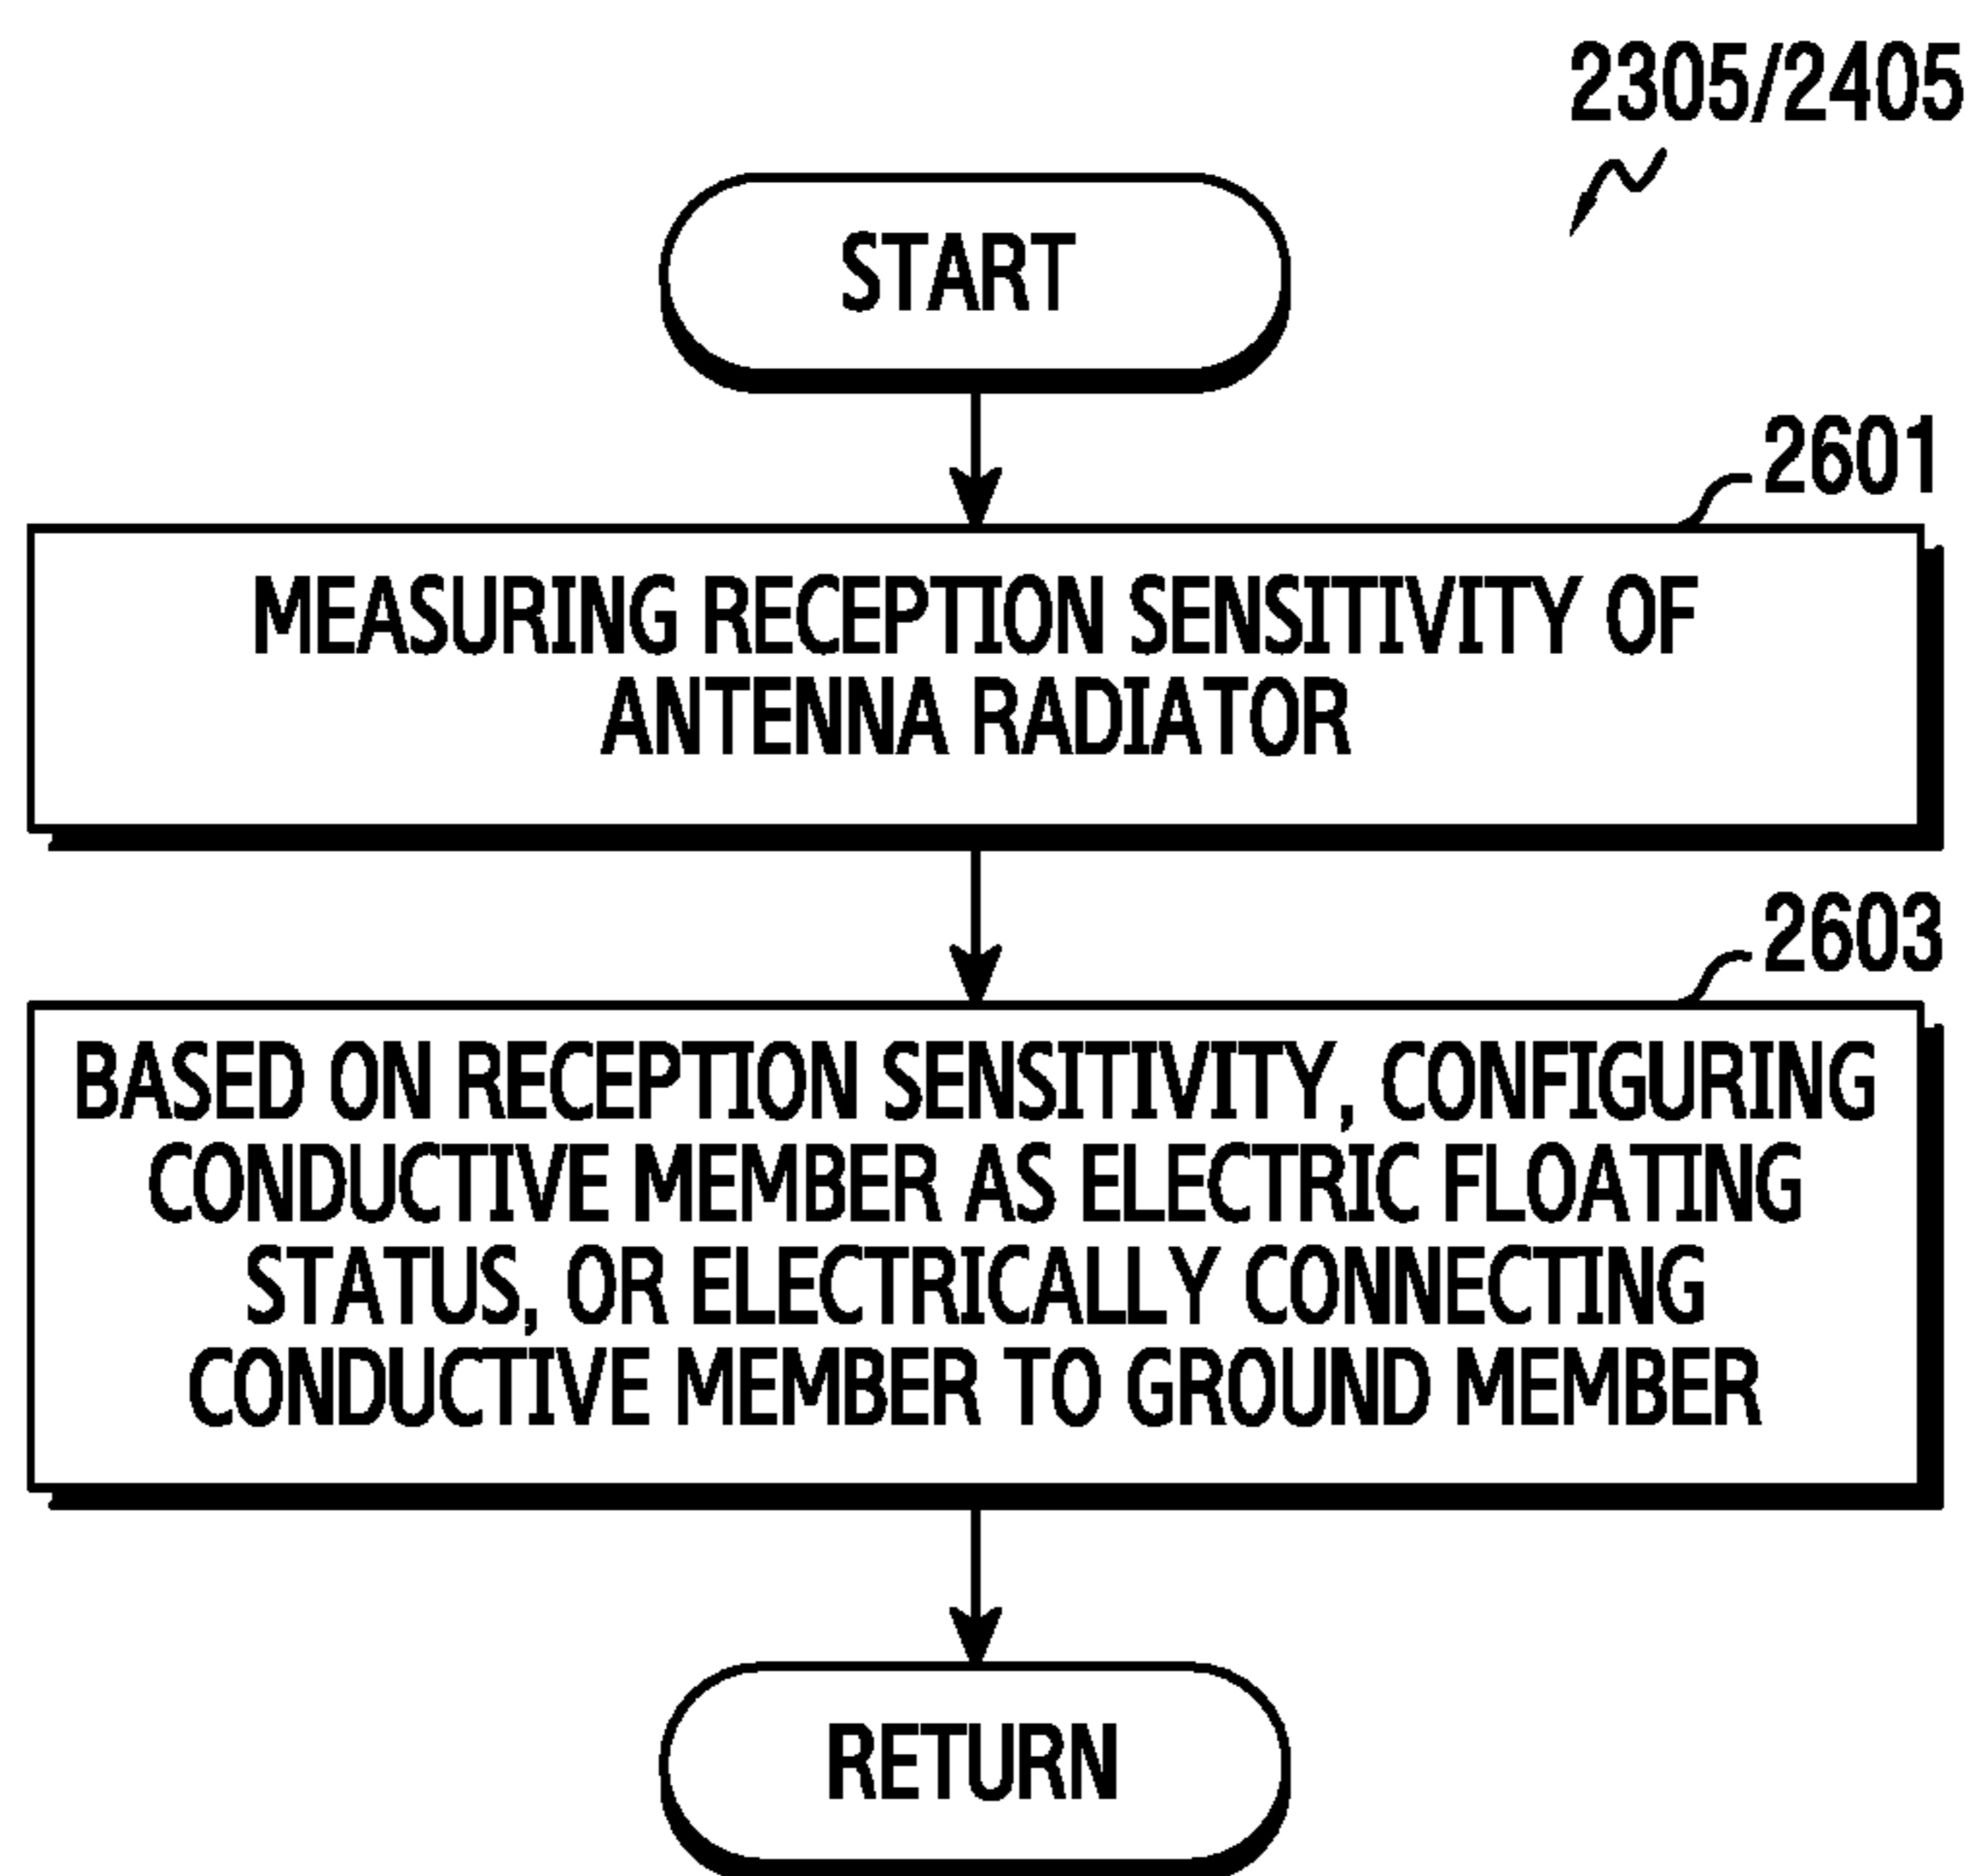 2305/2405
START
2601
MEASURING RECEPTION SENSITIVITY OF
ANTENNA RADIATOR
2603
BASED ON RECEPTION SENSITIVITY, CONFIGURING
CONDUCTIVE MEMBER AS ELECTRIC FLOATING
STATUS, OR ELECTRICALLY CONNECTING
CONDUCTIVE MEMBER TO GROUND MEMBER
RETURN